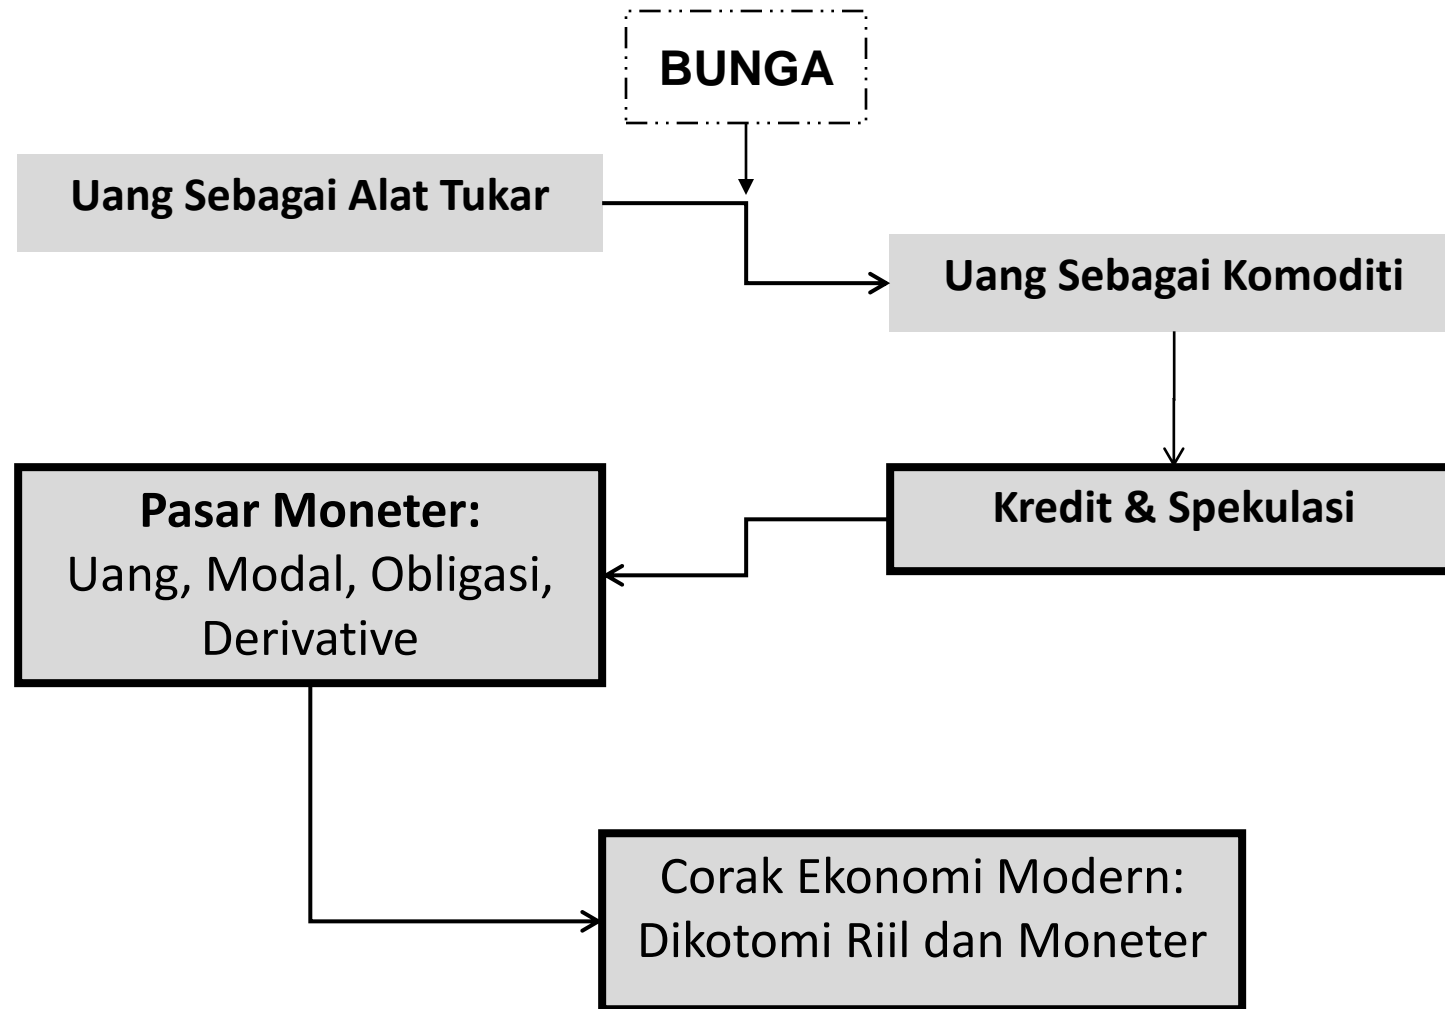 BUNGA
Uang Sebagai Alat Tukar
Uang Sebagai Komoditi
Kredit & Spekulasi
Pasar Moneter:
Uang, Modal, Obligasi,
Derivative
Corak Ekonomi Modern:
Dikotomi Riil dan Moneter